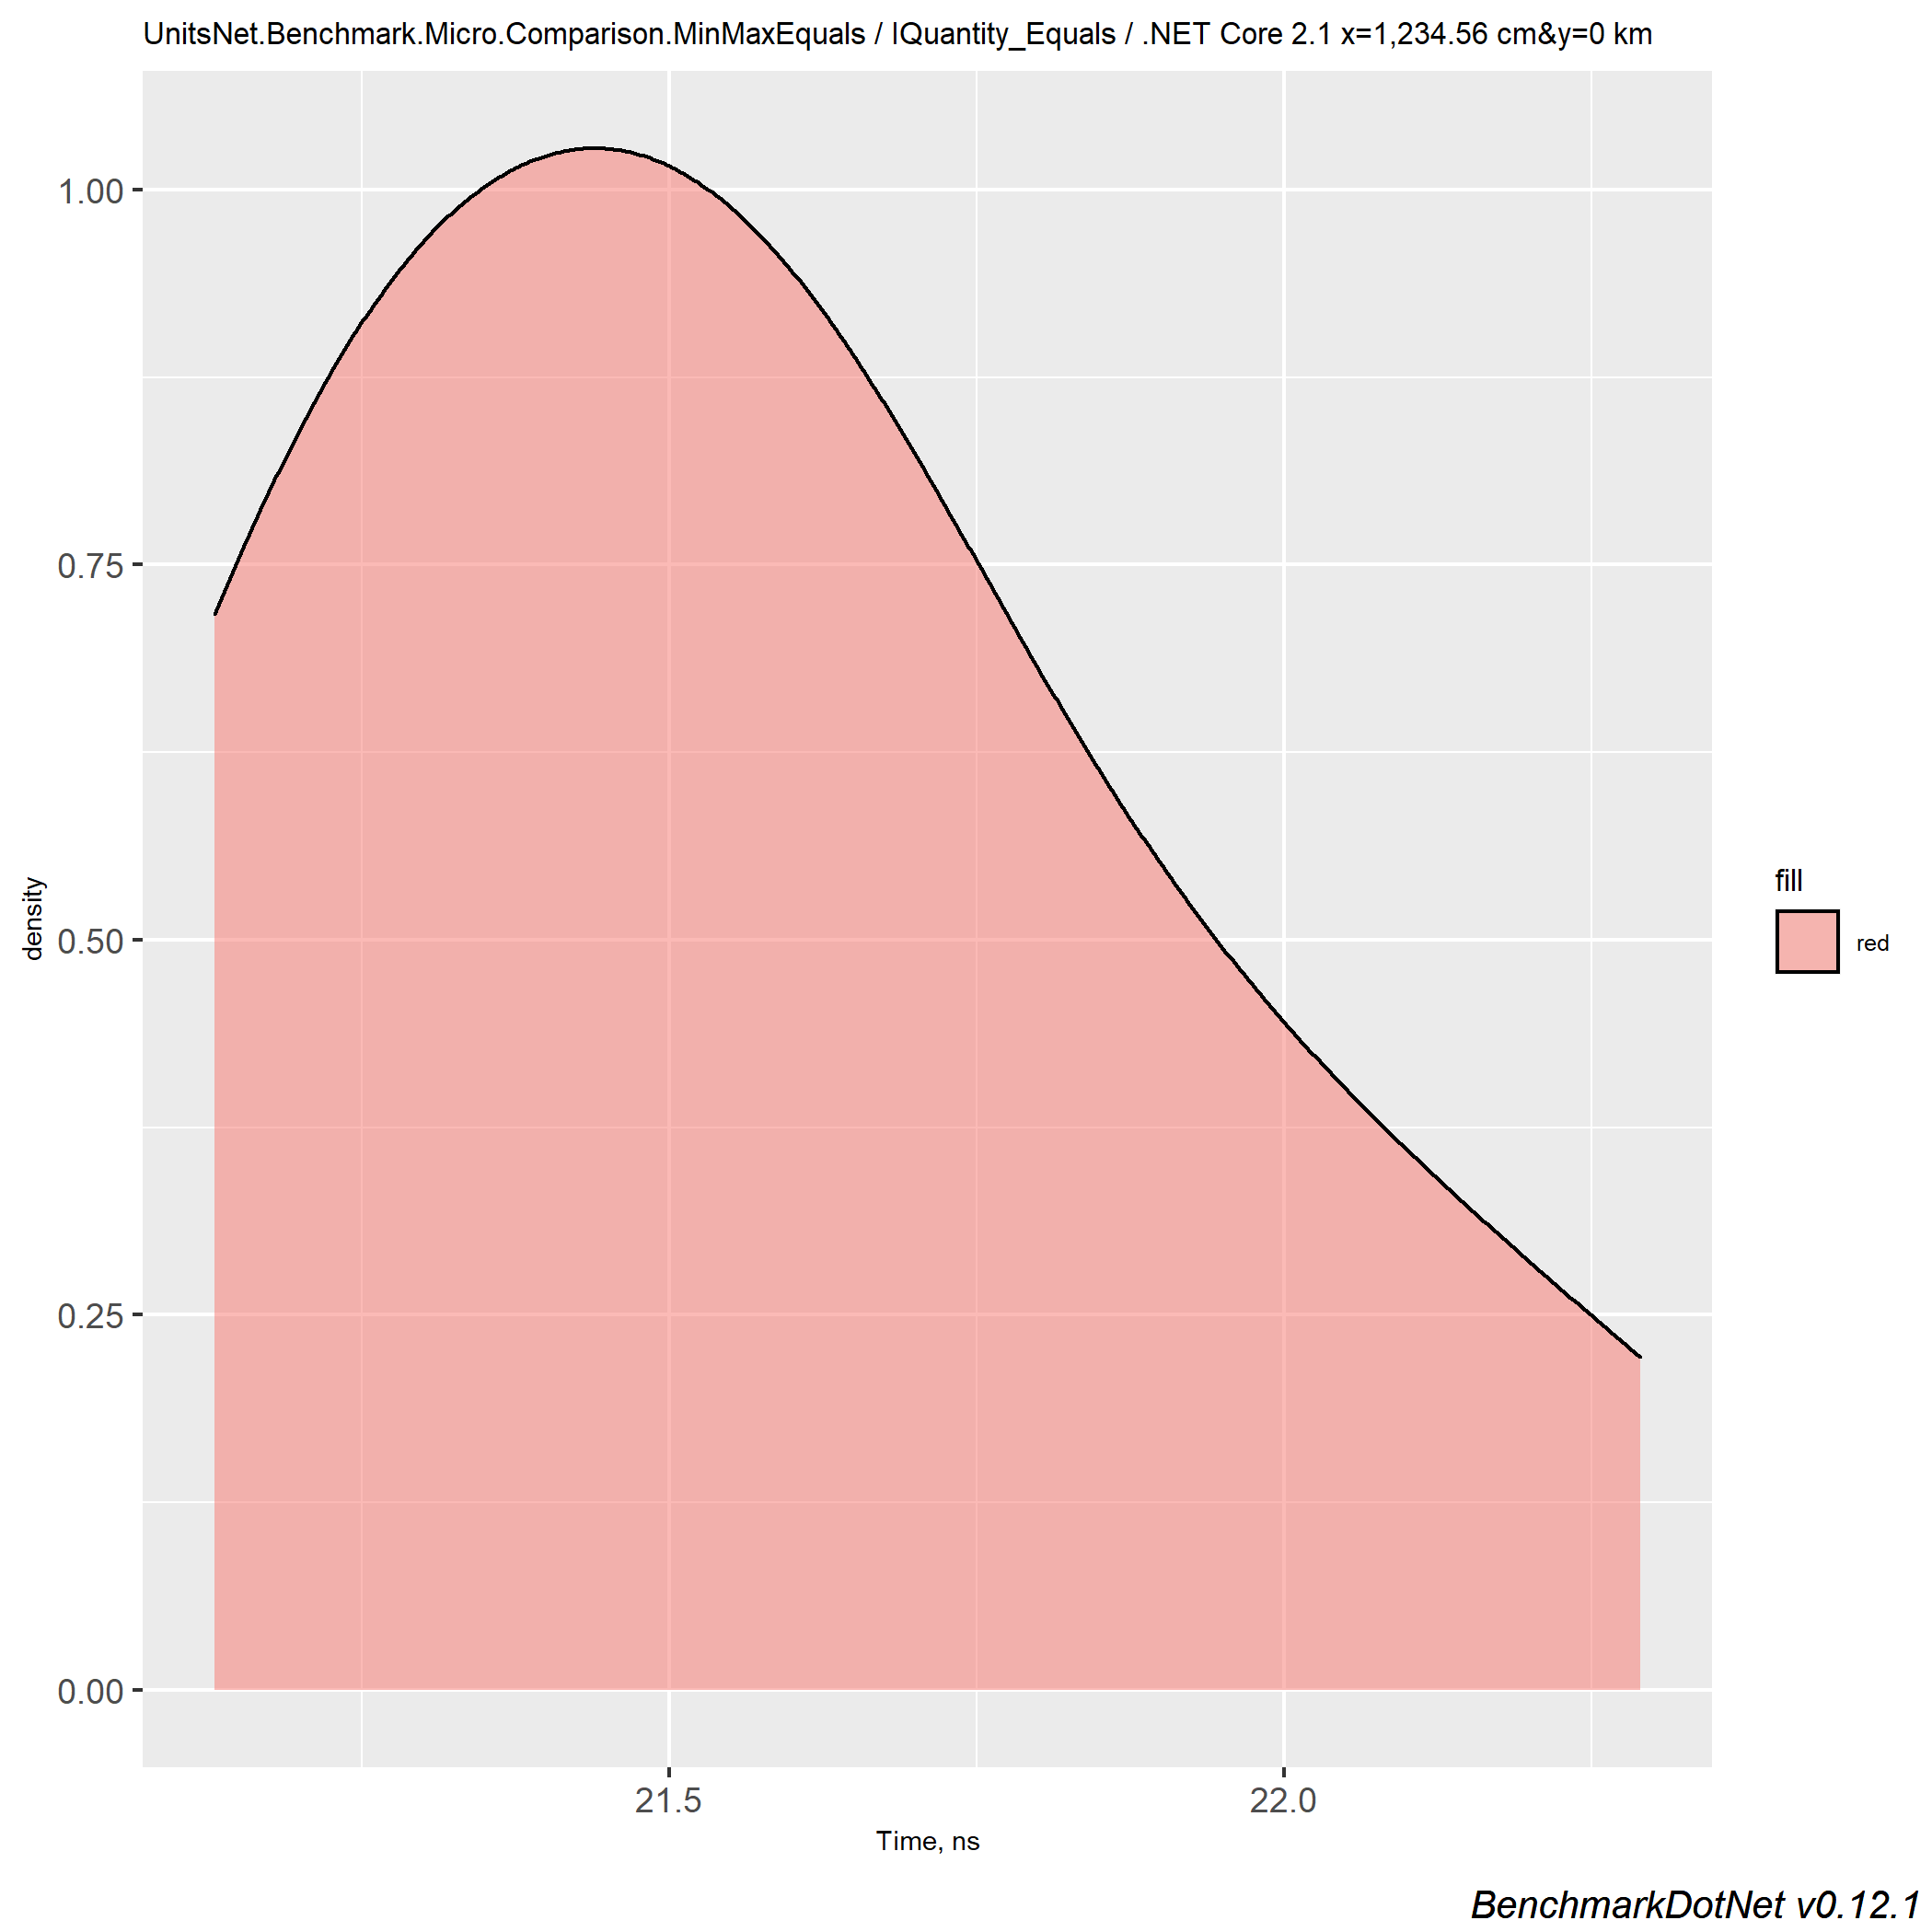 UnitsNet.Benchmark.Micro.Comparison.MinMaxEquals / IQuantity_Equals / .NET Core 2.1 x=1,234.56 cm&y=0 km
1.00
0.75
0.50
0.25
0.00
density
21.5
22.0
Time, ns
fill
red
BenchmarkDotNet v0.12.1